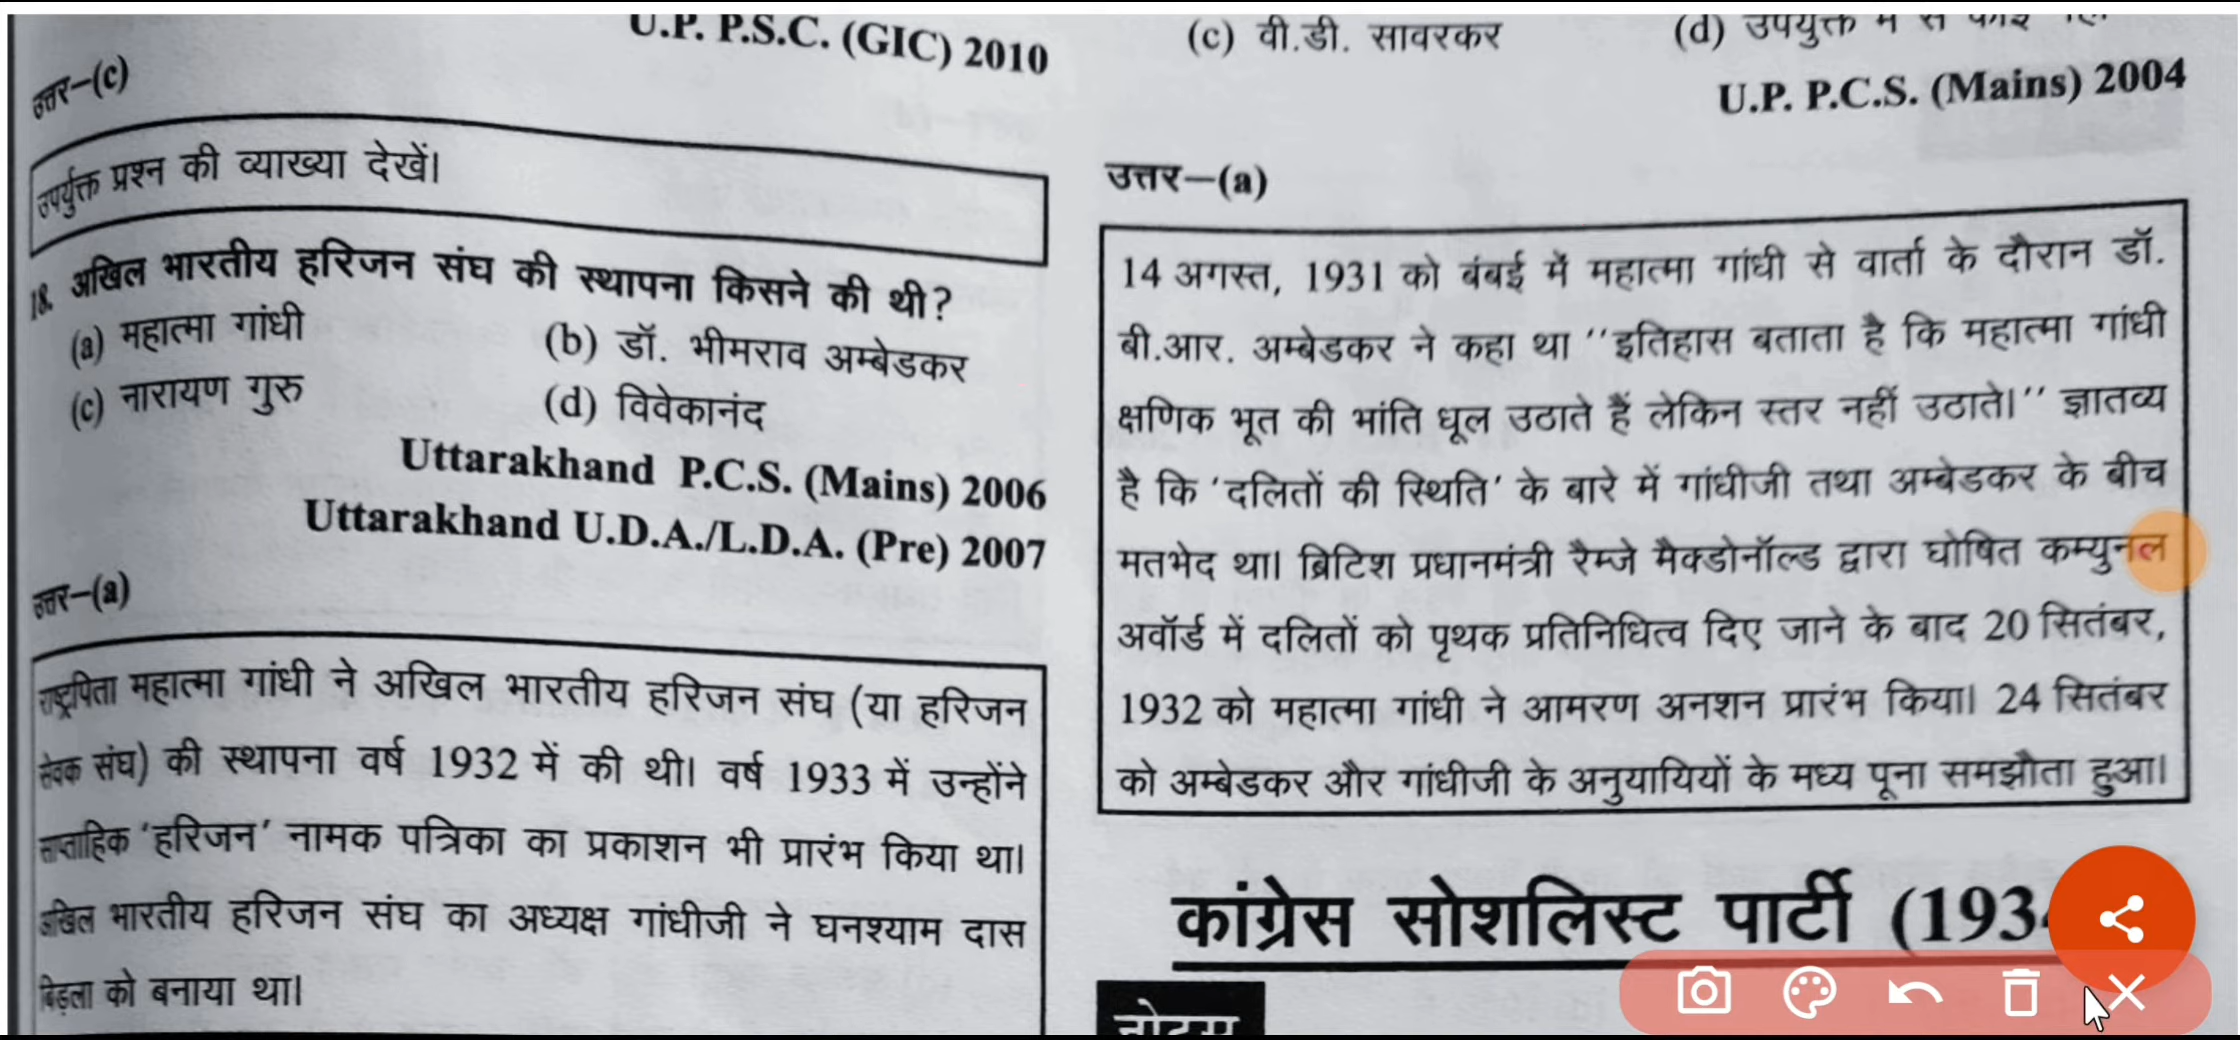 U.P. P.S.C. (GIC) 2010
उत्तर–(c)
उपर्युक्त प्रश्न की व्याख्या देखें।
18. अखिल भारतीय हरिजन संघ की स्थापना किसने की थी?
(a) महात्मा गांधी (b) डॉ. भीमराव अम्बेडकर
(c) नारायण गुरु (d) विवेकानंद
Uttarakhand P.C.S. (Mains) 2006
Uttarakhand U.D.A./L.D.A. (Pre) 2007
उत्तर–(a)
राष्ट्रपिता महात्मा गांधी ने अखिल भारतीय हरिजन संघ (या हरिजन
सेवक संघ) की स्थापना वर्ष 1932 में की थी। वर्ष 1933 में उन्होंने
साप्ताहिक ‘हरिजन’ नामक पत्रिका का प्रकाशन भी प्रारंभ किया था।
अखिल भारतीय हरिजन संघ का अध्यक्ष गांधीजी ने घनश्याम दास
बिड़ला को बनाया था।
(c) वी.डी. सावरकर (d) उपर्युक्त में से कोई
U.P. P.C.S. (Mains) 2004
उत्तर–(a)
14 अगस्त, 1931 को बंबई में महात्मा गांधी से वार्ता के दौरान डॉ.
बी.आर. अम्बेडकर ने कहा था ‘‘इतिहास बताता है कि महात्मा गांधी
क्षणिक भूत की भांति धूल उठाते हैं लेकिन स्तर नहीं उठाते।’’ ज्ञातव्य
है कि ‘दलितों की स्थिति’ के बारे में गांधीजी तथा अम्बेडकर के बीच
मतभेद था। ब्रिटिश प्रधानमंत्री रैम्जे मैक्डोनॉल्ड द्वारा घोषित कम्युनल
अवॉर्ड में दलितों को पृथक प्रतिनिधित्व दिए जाने के बाद 20 सितंबर,
1932 को महात्मा गांधी ने आमरण अनशन प्रारंभ किया। 24 सितंबर
को अम्बेडकर और गांधीजी के अनुयायियों के मध्य पूना समझौता हुआ।
कांग्रेस सोशलिस्ट पार्टी (193
नोट्स